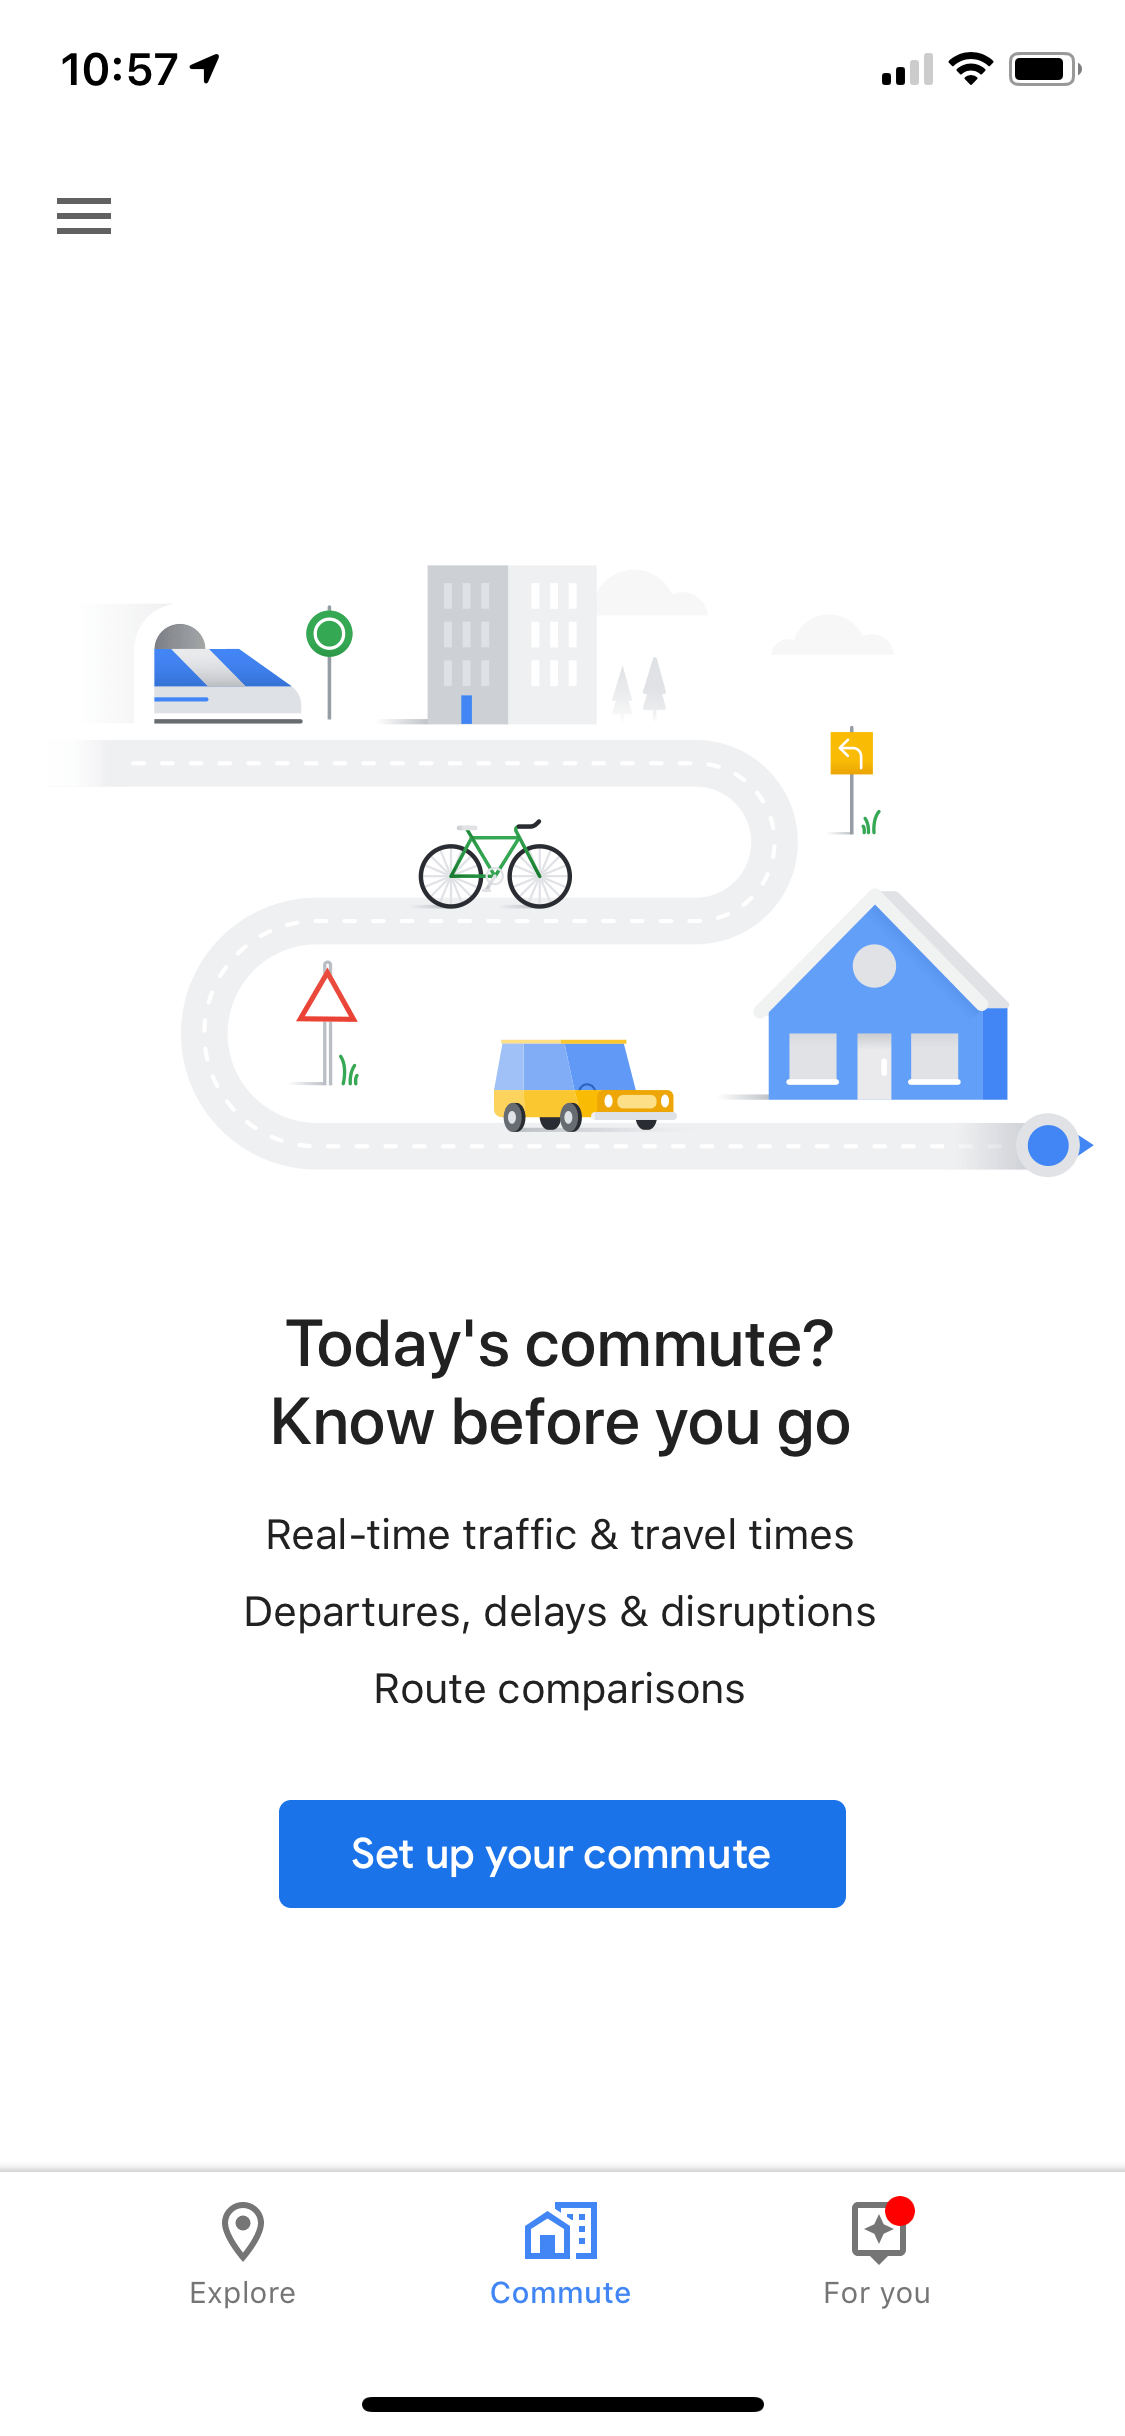 10:57
Today's commute?
Know before you go
Real-time traffic & travel times
Departures, delays & disruptions
Route comparisons
Set up your commute
Explore
Commute
For you